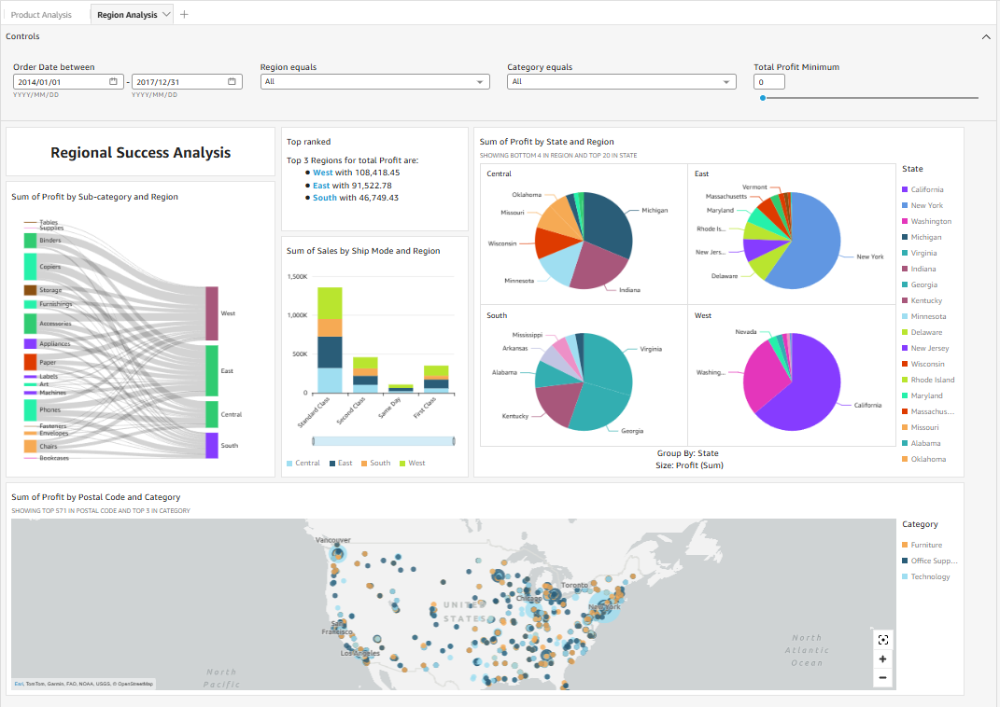 Product Analysis
Region Analysis
Controls
Order Date between
2014/01/01 - 2017/12/31
YYYY/MM/DD YYYY/MM/DD
Region equals
All
Category equals
All
Total Profit Minimum
0
Regional Success Analysis
Sum of Profit by Sub-category and Region
Tables
Supplies
Binders
Copiers
Storage
Furnishings
Accessories
Appliances
Paper
Labels
Art
Machines
Phones
Fasteners
Envelopes
Chairs
Bookcases
West
East
Central
South
Top ranked
Top 3 Regions for total Profit are:
West with 108,418.45
East with 91,522.78
South with 46,749.43
Sum of Sales by Ship Mode and Region
1,500K
1,000K
500K
0
Standard Class
Second Class
Same Day
First Class
Central East South West
Sum of Profit by State and Region
SHOWING BOTTOM 4 IN REGION AND TOP 20 IN STATE
Central
Oklahoma
Missouri
Wisconsin
Minnesota
Michigan
Indiana
East
Vermont
Massachusetts
Maryland
Rhode Is...
New Jers...
Delaware
New York
South
Mississippi
Arkansas
Alabama
Kentucky
Virginia
Georgia
West
Nevada
Washing...
California
Group By: State
Size: Profit (Sum)
State
California
New York
Washington
Michigan
Virginia
Indiana
Georgia
Kentucky
Minnesota
Delaware
New Jersey
Wisconsin
Rhode Island
Maryland
Massachus...
Missouri
Alabama
Oklahoma
Sum of Profit by Postal Code and Category
SHOWING TOP 571 IN POSTAL CODE AND TOP 3 IN CATEGORY
Vancouver
Toronto
Chicago
New York
UNITED
STATES
San
Francisco
Los Angeles
North
Pacific
North
Atlantic
Ocean
Esri, TomTom, Garmin, FAO, NOAA, USGS, © OpenStreetMap
Category
Furniture
Office Supp...
Technology